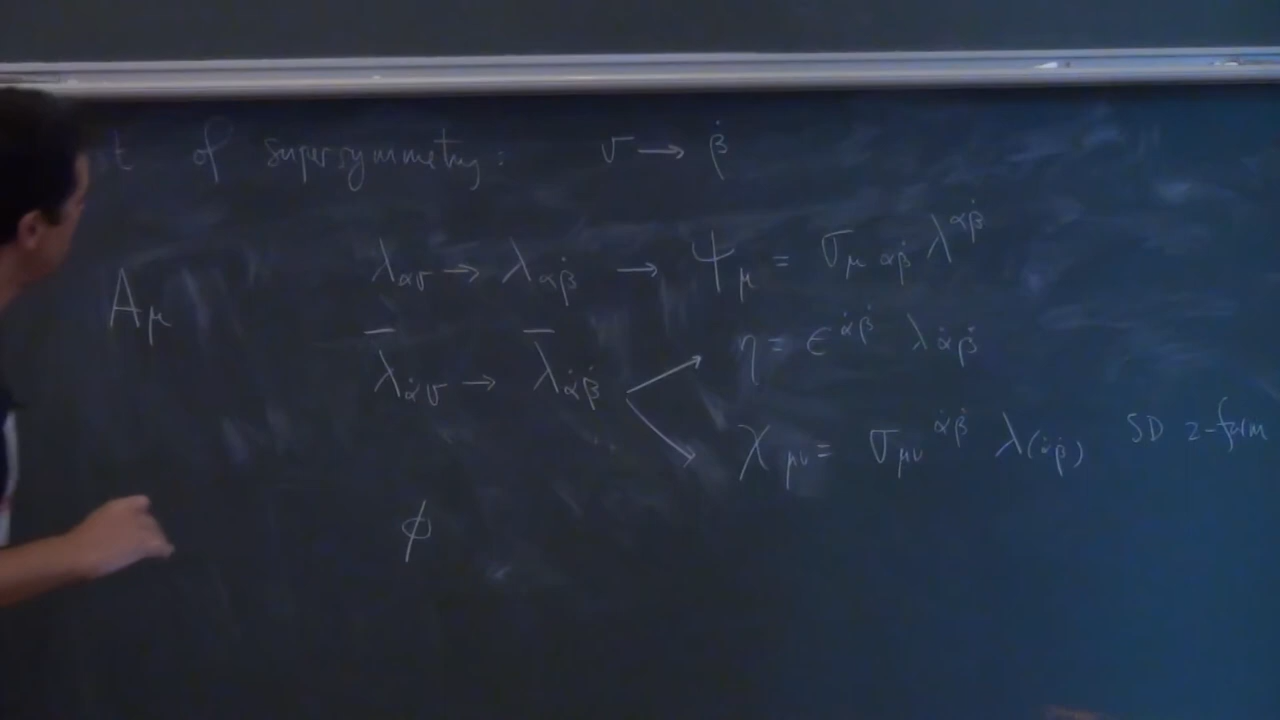 of supersymmetry: v → β̇
A_μ λ_{αv} → λ_{αβ̇} → ψ_μ = σ_{μ αβ̇} λ^{αβ̇}
λ̄_{α̇v} → λ̄_{α̇β̇} η = ε^{α̇β̇} λ_{α̇β̇}
χ_{μν} = σ_{μν}^{α̇β̇} λ_{(α̇β̇)} SD 2-form
φ